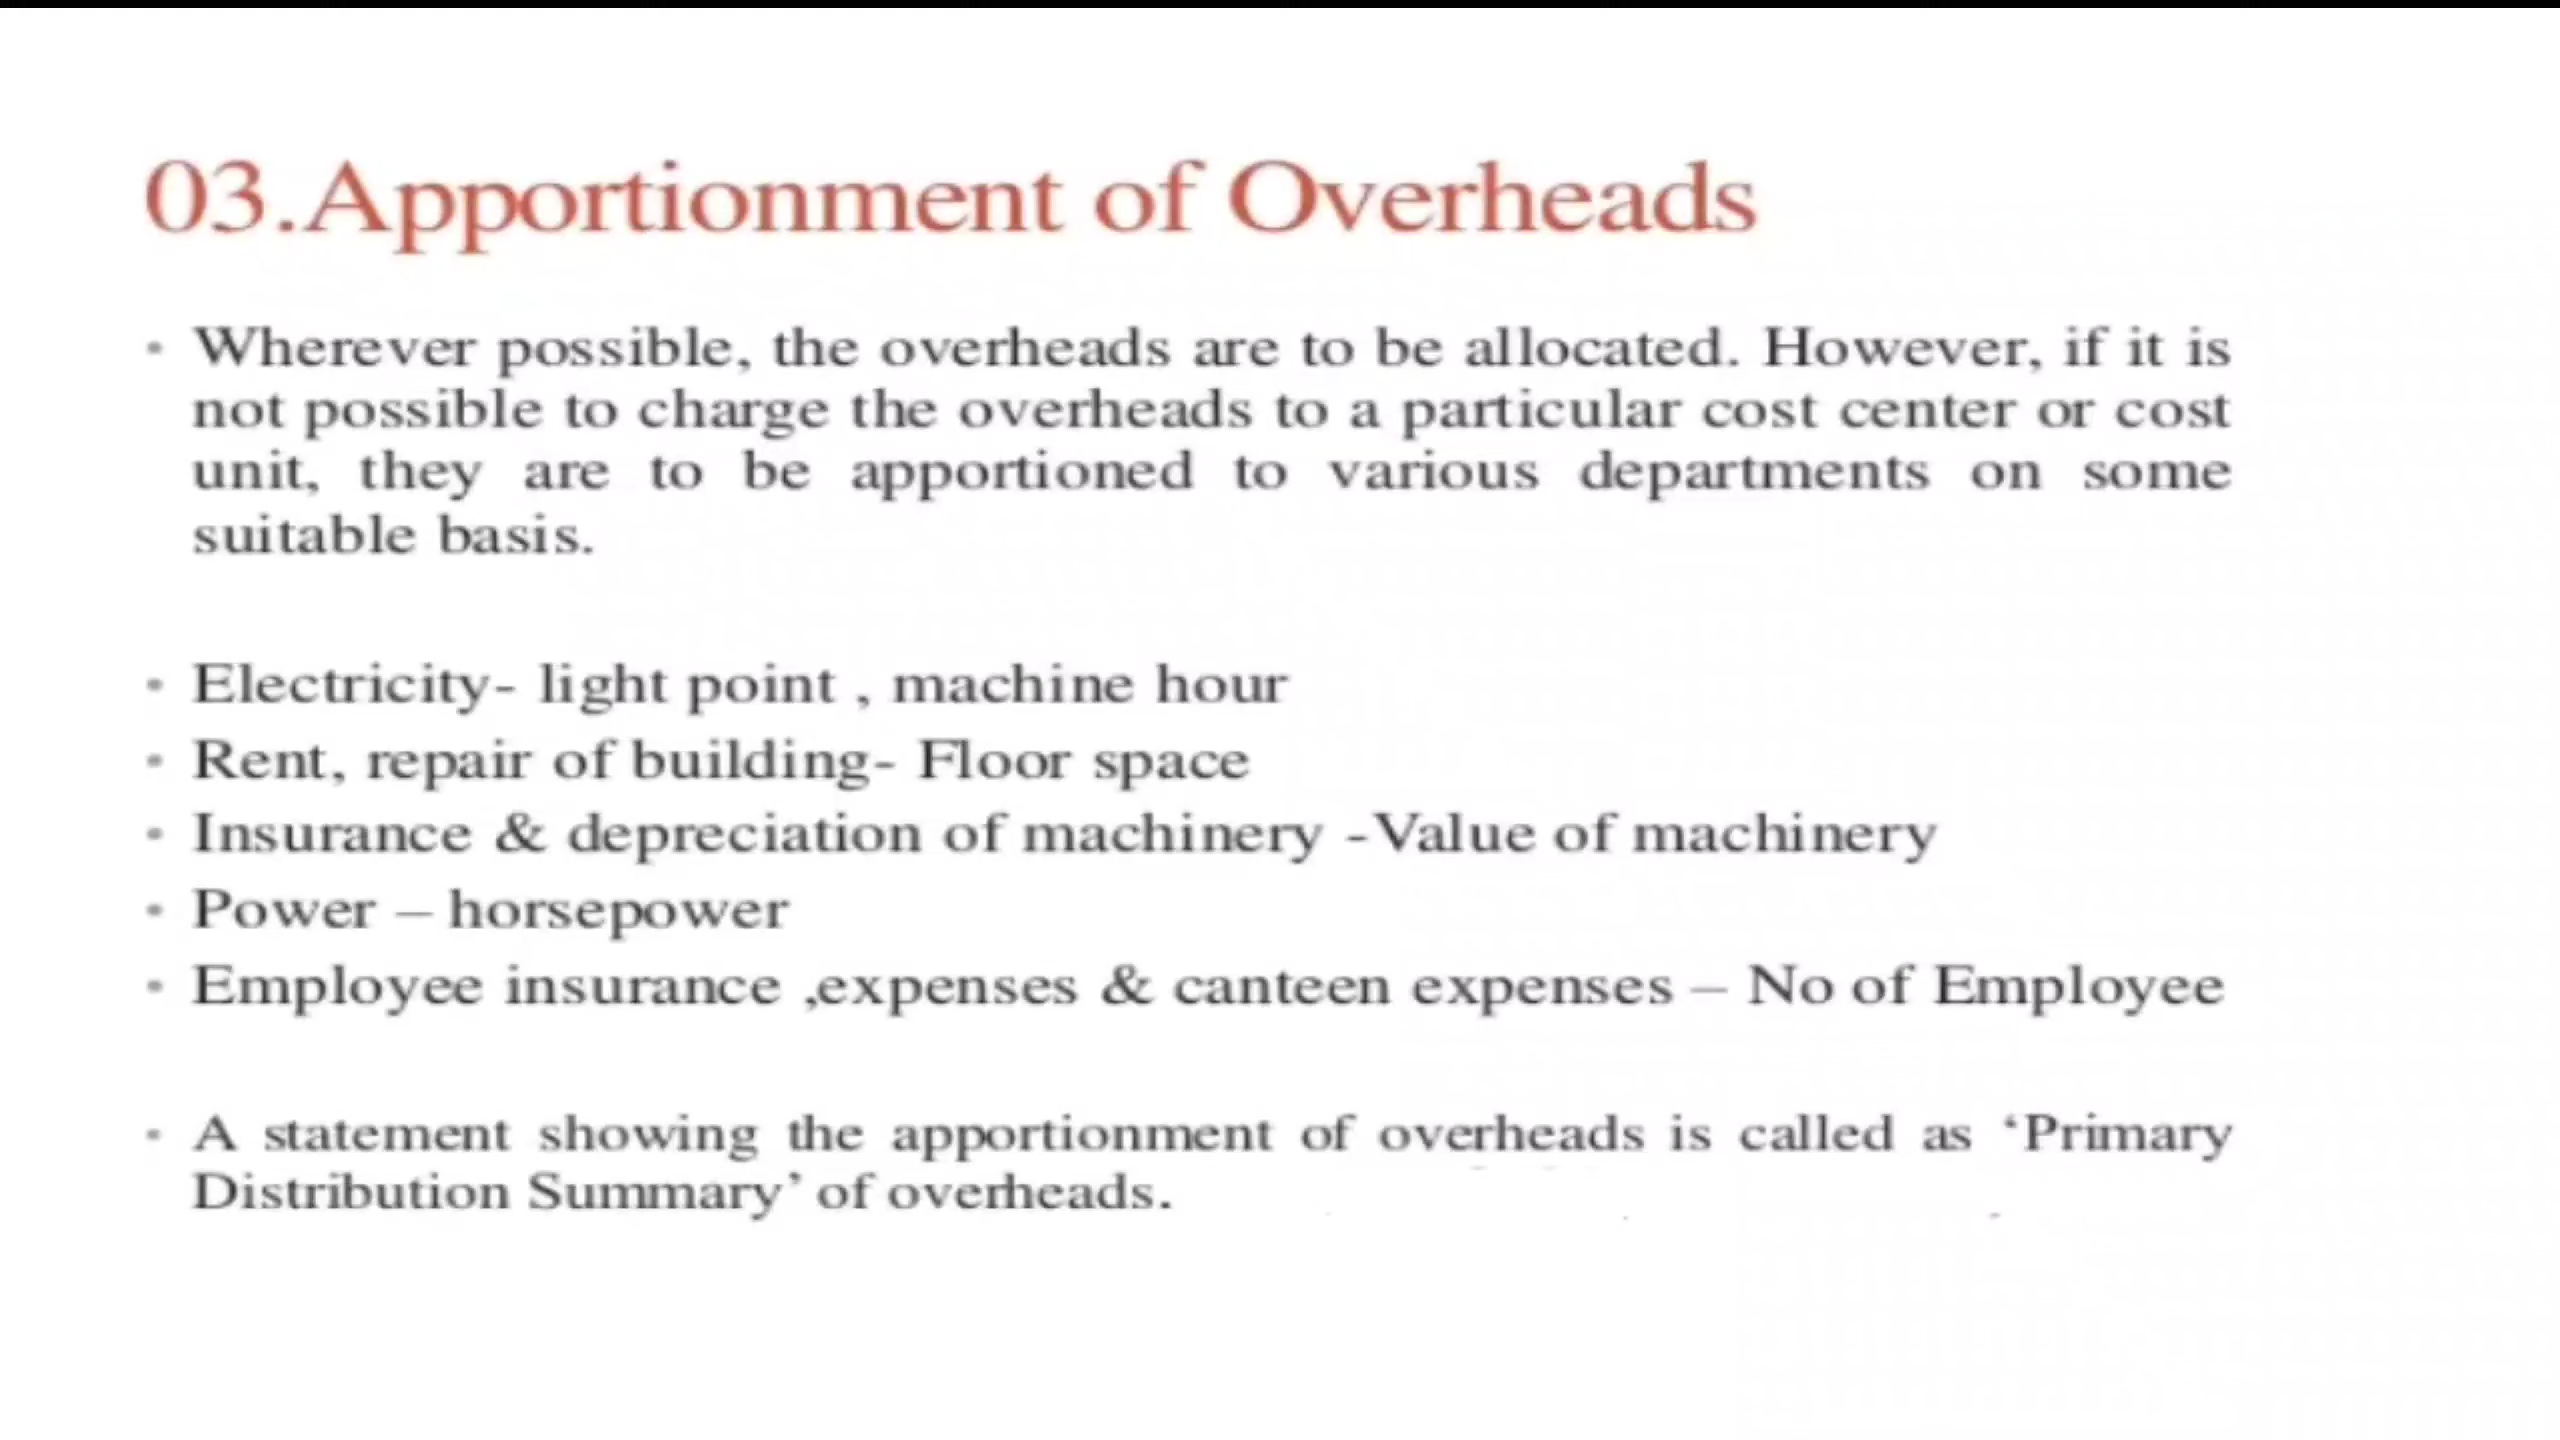 03.Apportionment of Overheads
• Wherever possible, the overheads are to be allocated. However, if it is
not possible to charge the overheads to a particular cost center or cost
unit, they are to be apportioned to various departments on some
suitable basis.
• Electricity- light point , machine hour
• Rent, repair of building- Floor space
• Insurance & depreciation of machinery -Value of machinery
• Power – horsepower
• Employee insurance ,expenses & canteen expenses – No of Employee
• A statement showing the apportionment of overheads is called as ‘Primary
Distribution Summary’ of overheads.